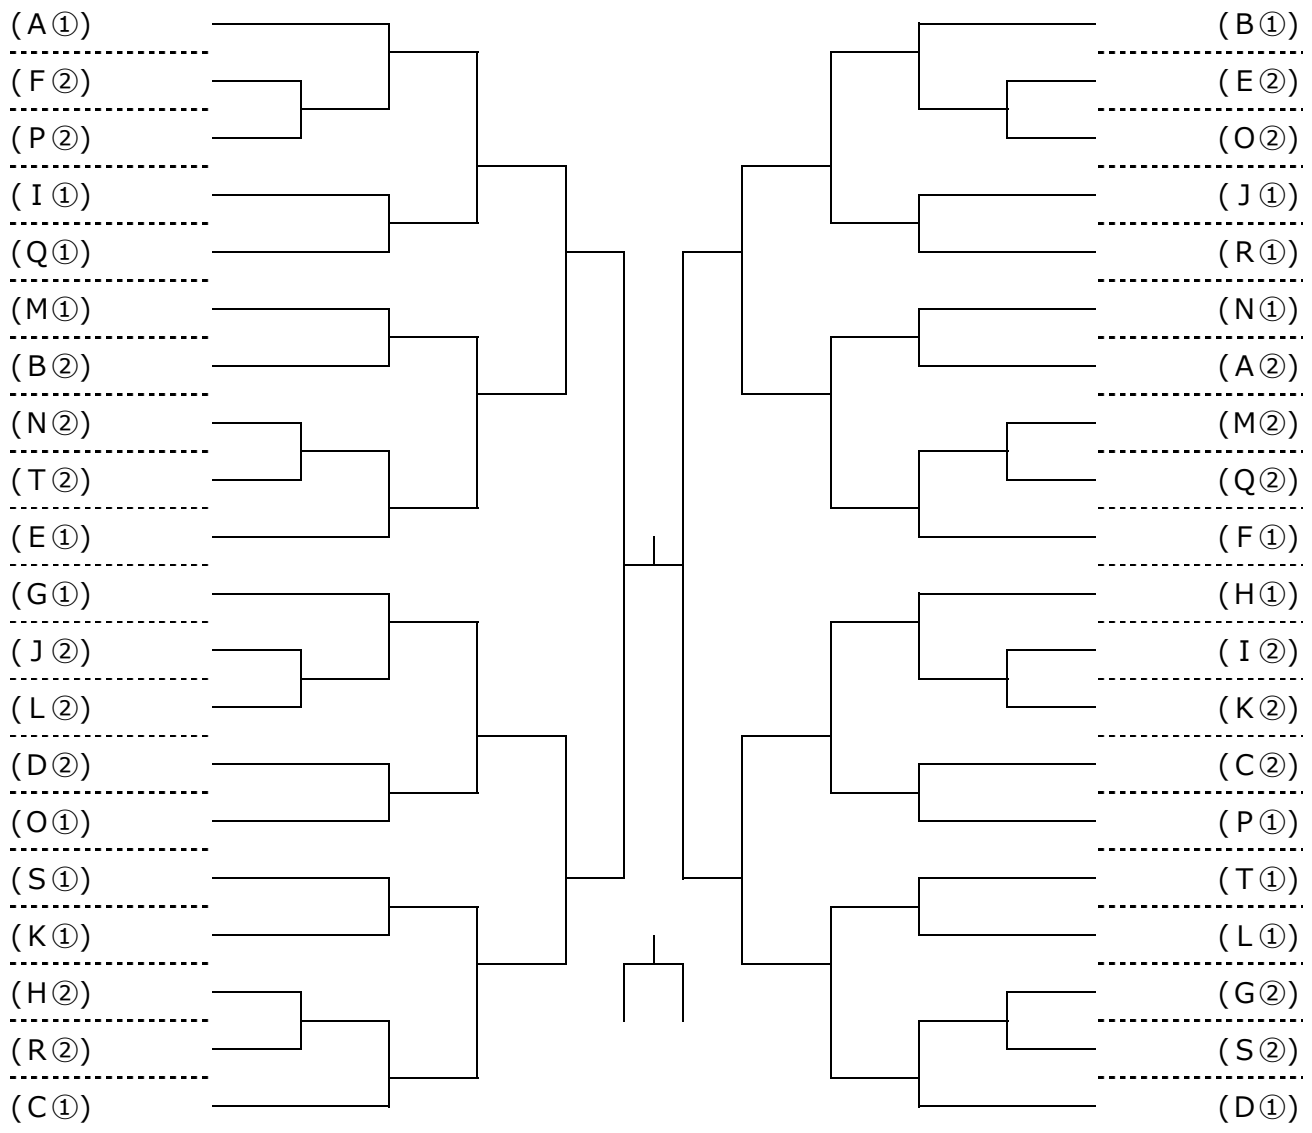 (A①)
(F②)
(P②)
(I①)
(Q①)
(M①)
(B②)
(N②)
(T②)
(E①)
(G①)
(J②)
(L②)
(D②)
(O①)
(S①)
(K①)
(H②)
(R②)
(C①)
(B①)
(E②)
(O②)
(J①)
(R①)
(N①)
(A②)
(M②)
(Q②)
(F①)
(H①)
(I②)
(K②)
(C②)
(P①)
(T①)
(L①)
(G②)
(S②)
(D①)